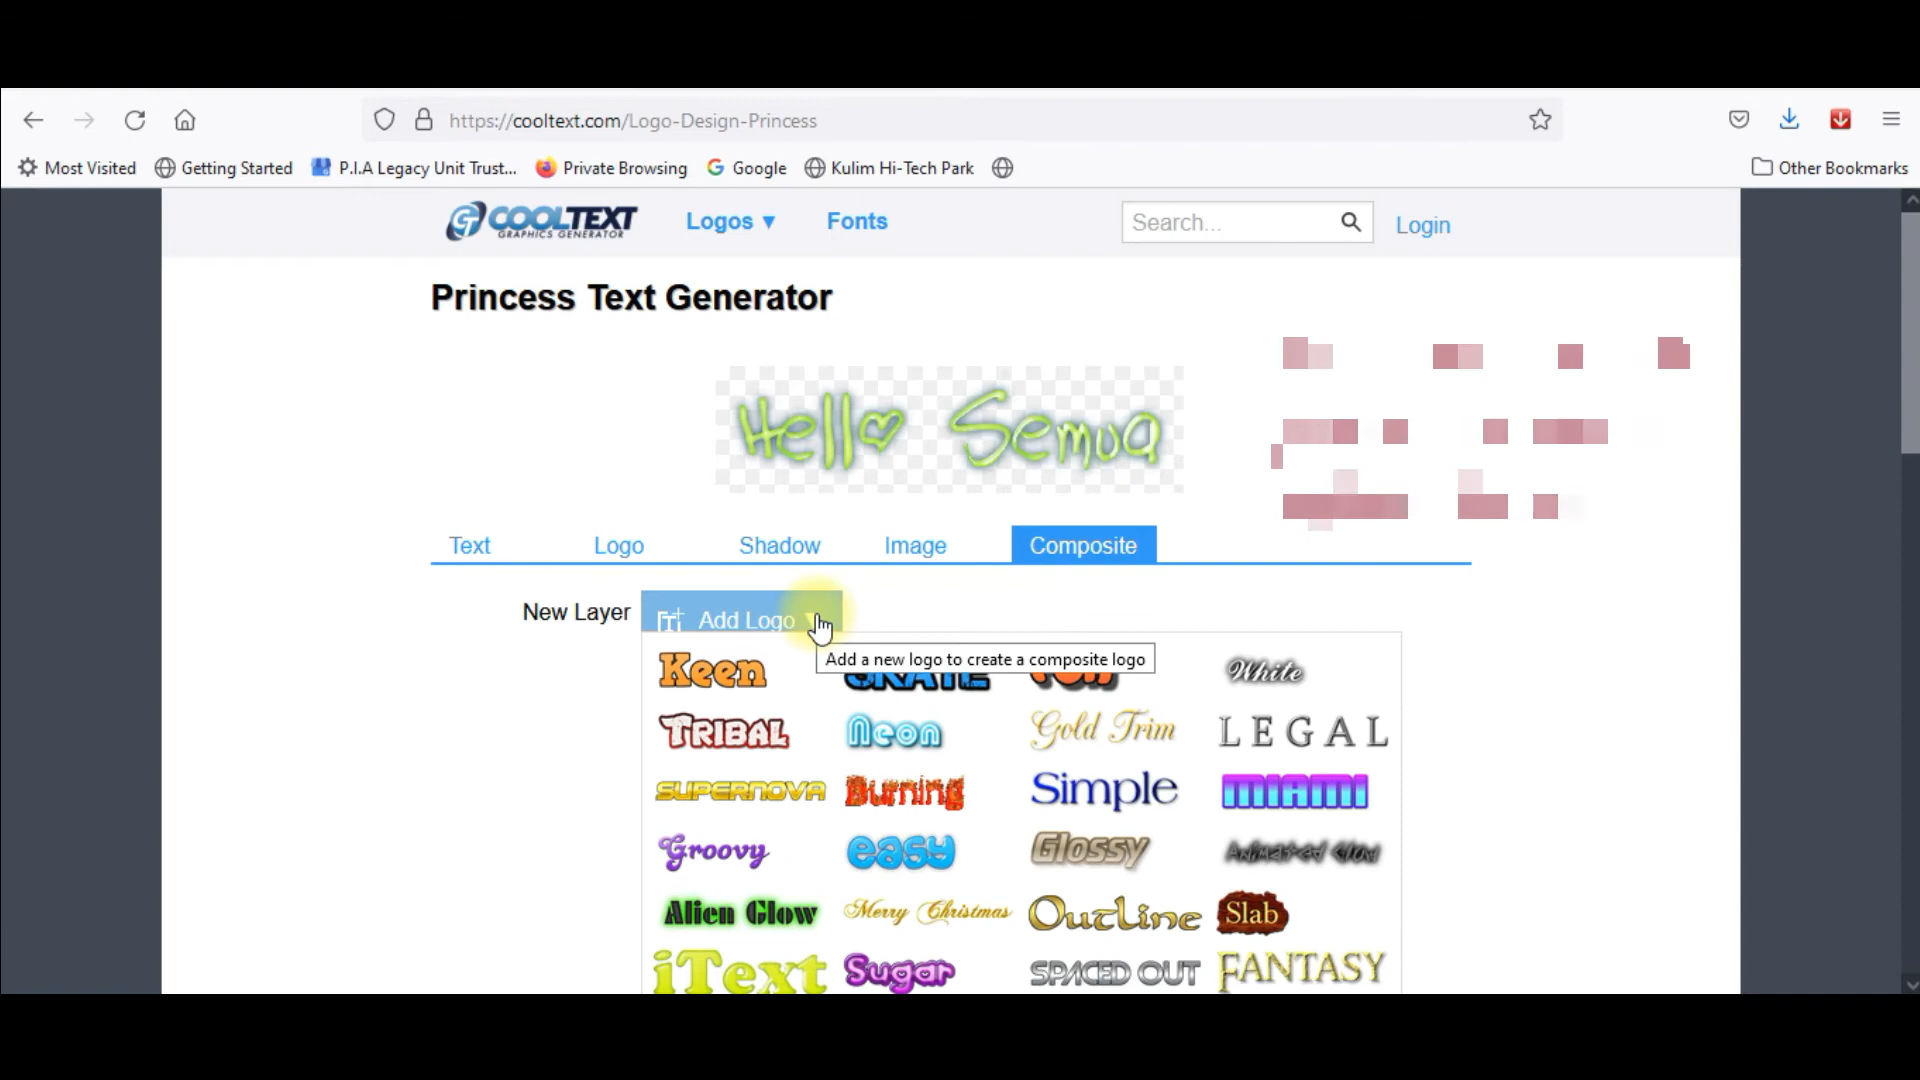 https://cooltext.com/Logo-Design-Princess
Most Visited Getting Started P.I.A Legacy Unit Trust... Private Browsing Google Kulim Hi-Tech Park Other Bookmarks
COOLTEXT
GRAPHICS GENERATOR
Logos ▼ Fonts Search... Login
Princess Text Generator
Hello Semua
Text Logo Shadow Image Composite
New Layer Add Logo
Add a new logo to create a composite logo
Keen SKATE White
TRIBAL Neon Gold Trim LEGAL
SUPERNOVA Burning Simple MIAMI
Groovy easy Glossy Animated Glow
Alien Glow Merry Christmas Outline Slab
iText Sugar SPACED OUT FANTASY